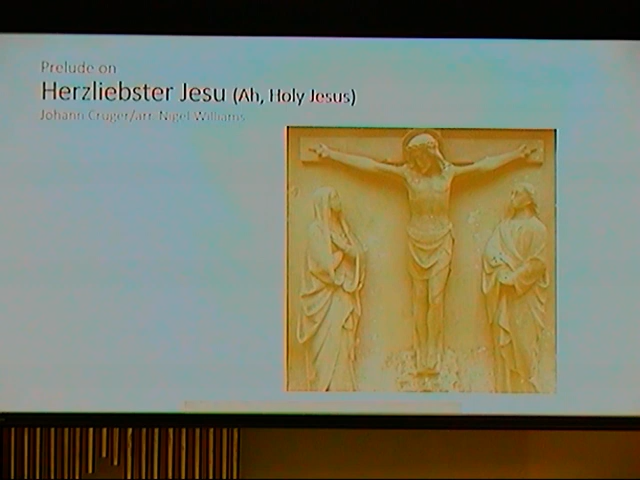 Prelude on
Herzliebster Jesu (Ah, Holy Jesus)
Johann Cruger/arr. Nigel Williams